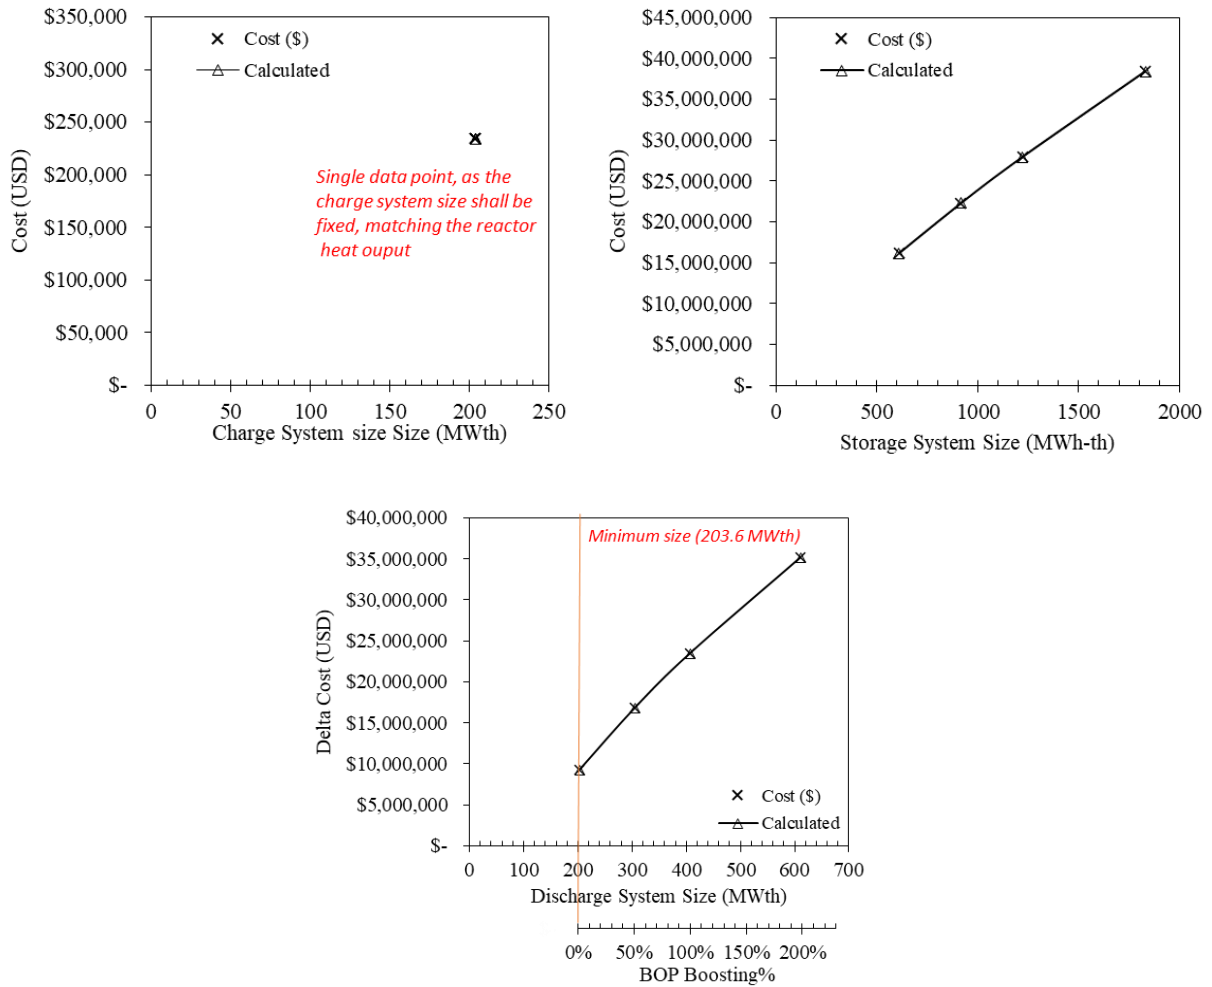 $350,000
$300,000
$250,000
$200,000
$150,000
$100,000
$50,000
$-
Cost (USD)
Cost ($)
Calculated
Single data point, as the
charge system size shall be
fixed, matching the reactor
heat ouput
0 50 100 150 200 250
Charge System size Size (MWth)
$45,000,000
$40,000,000
$35,000,000
$30,000,000
$25,000,000
$20,000,000
$15,000,000
$10,000,000
$5,000,000
$-
Cost (USD)
Cost ($)
Calculated
0 500 1000 1500 2000
Storage System Size (MWh-th)
$40,000,000
$35,000,000
$30,000,000
$25,000,000
$20,000,000
$15,000,000
$10,000,000
$5,000,000
$-
Delta Cost (USD)
Minimum size (203.6 MWth)
Cost ($)
Calculated
0 100 200 300 400 500 600 700
Discharge System Size (MWth)
0% 50% 100% 150% 200%
BOP Boosting%